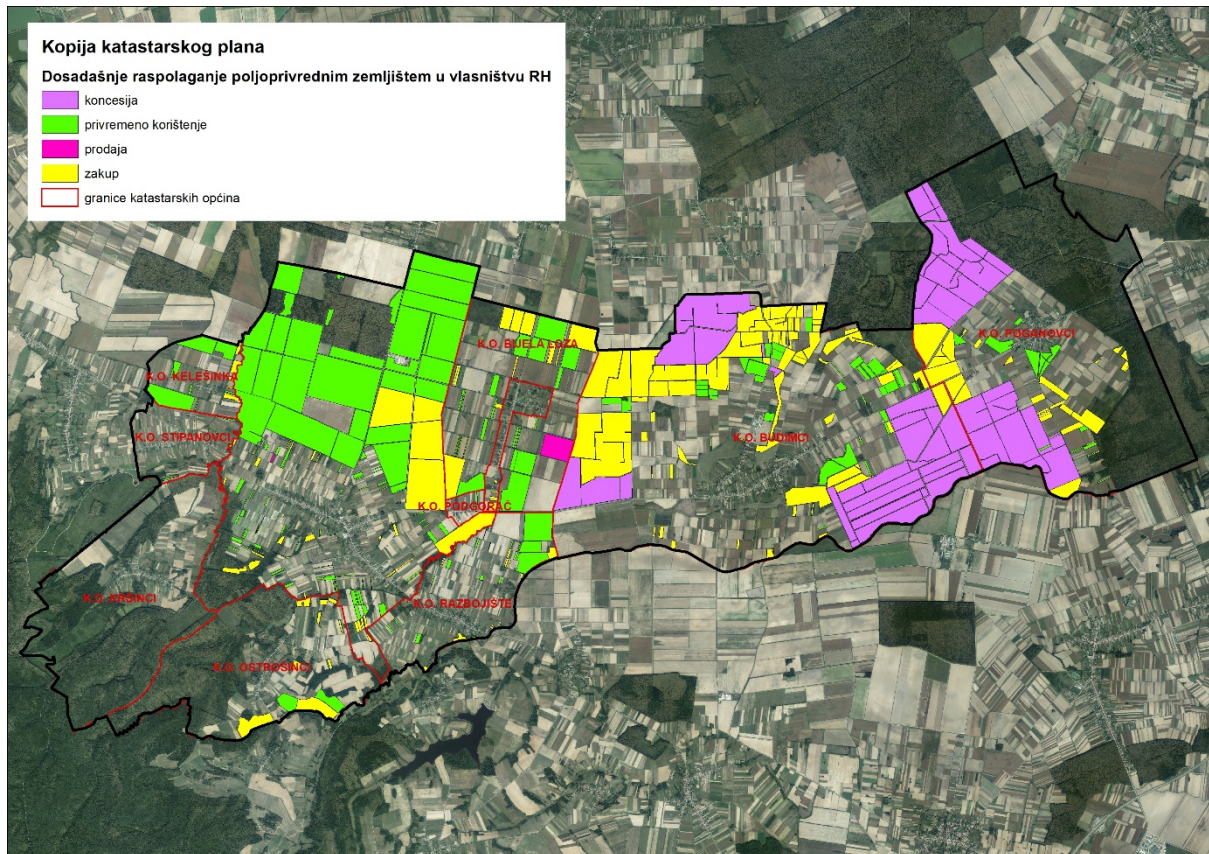 Kopija katastarskog plana
Dosadašnje raspolaganje poljoprivrednim zemljištem u vlasništvu RH
koncesija
privremeno korištenje
prodaja
zakup
granice katastarskih općina
K.O. POGANOVCI
K.O. BIJELA LOZA
K.O. KELEŠINKA
K.O. STIPANOVCI
K.O. BUDIMCI
K.O. PODGORAČ
K.O. KRŠINCI
K.O. RAZBOJIŠTE
K.O. OSTROŠINCI